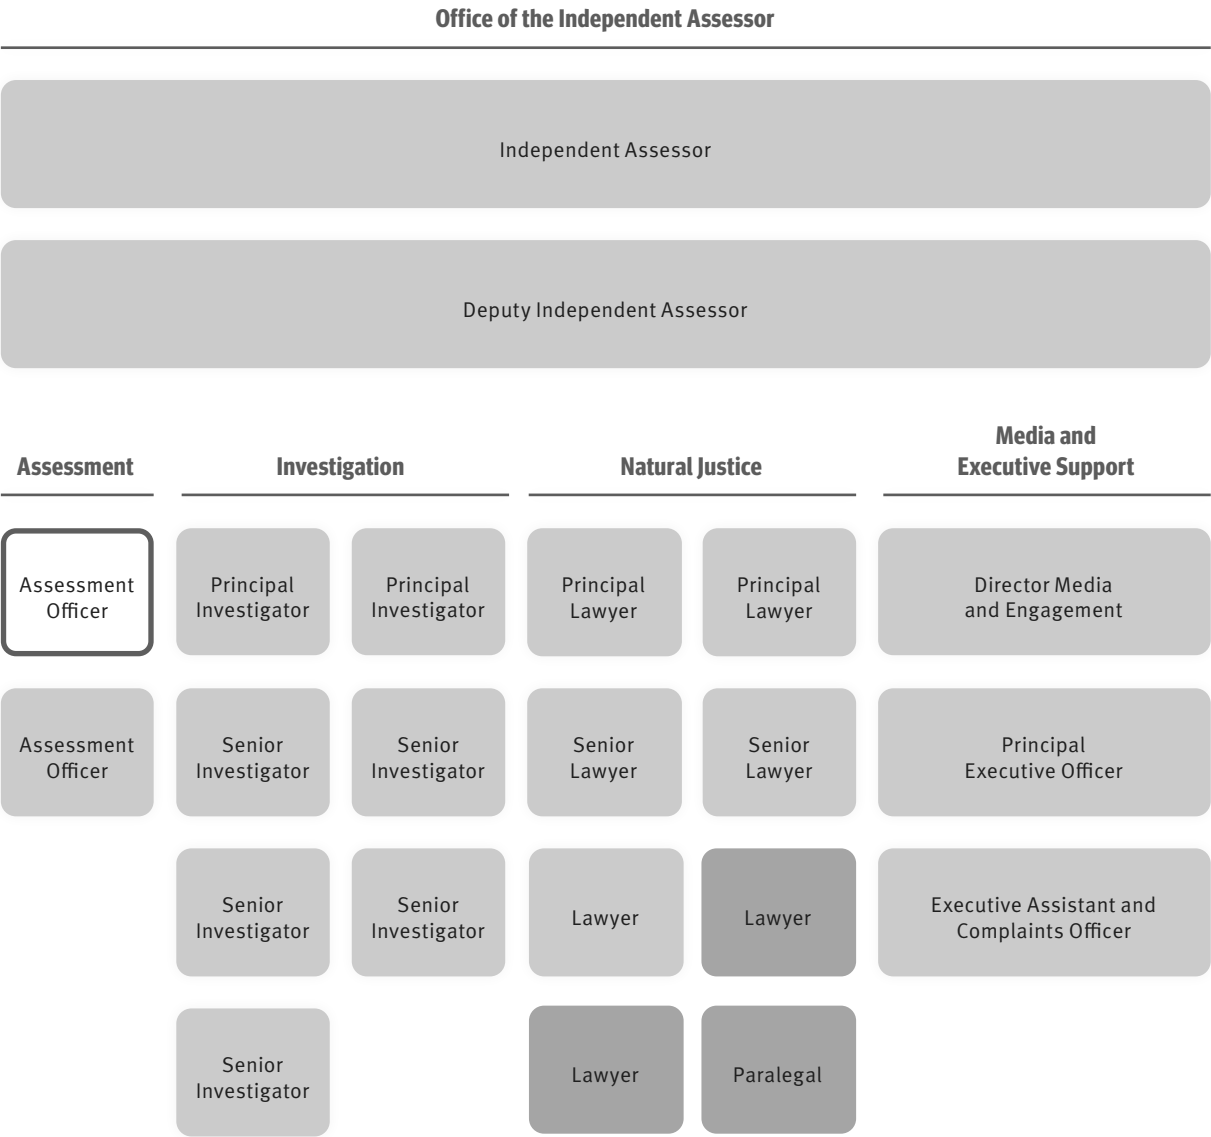 Office of the Independent Assessor
Independent Assessor
Deputy Independent Assessor
Assessment
Investigation
Natural Justice
Media and
Executive Support
Assessment
Officer
Principal
Investigator
Principal
Investigator
Principal
Lawyer
Principal
Lawyer
Director Media
and Engagement
Assessment
Officer
Senior
Investigator
Senior
Investigator
Senior
Lawyer
Senior
Lawyer
Principal
Executive Officer
Senior
Investigator
Senior
Investigator
Lawyer
Lawyer
Executive Assistant and
Complaints Officer
Senior
Investigator
Lawyer
Paralegal